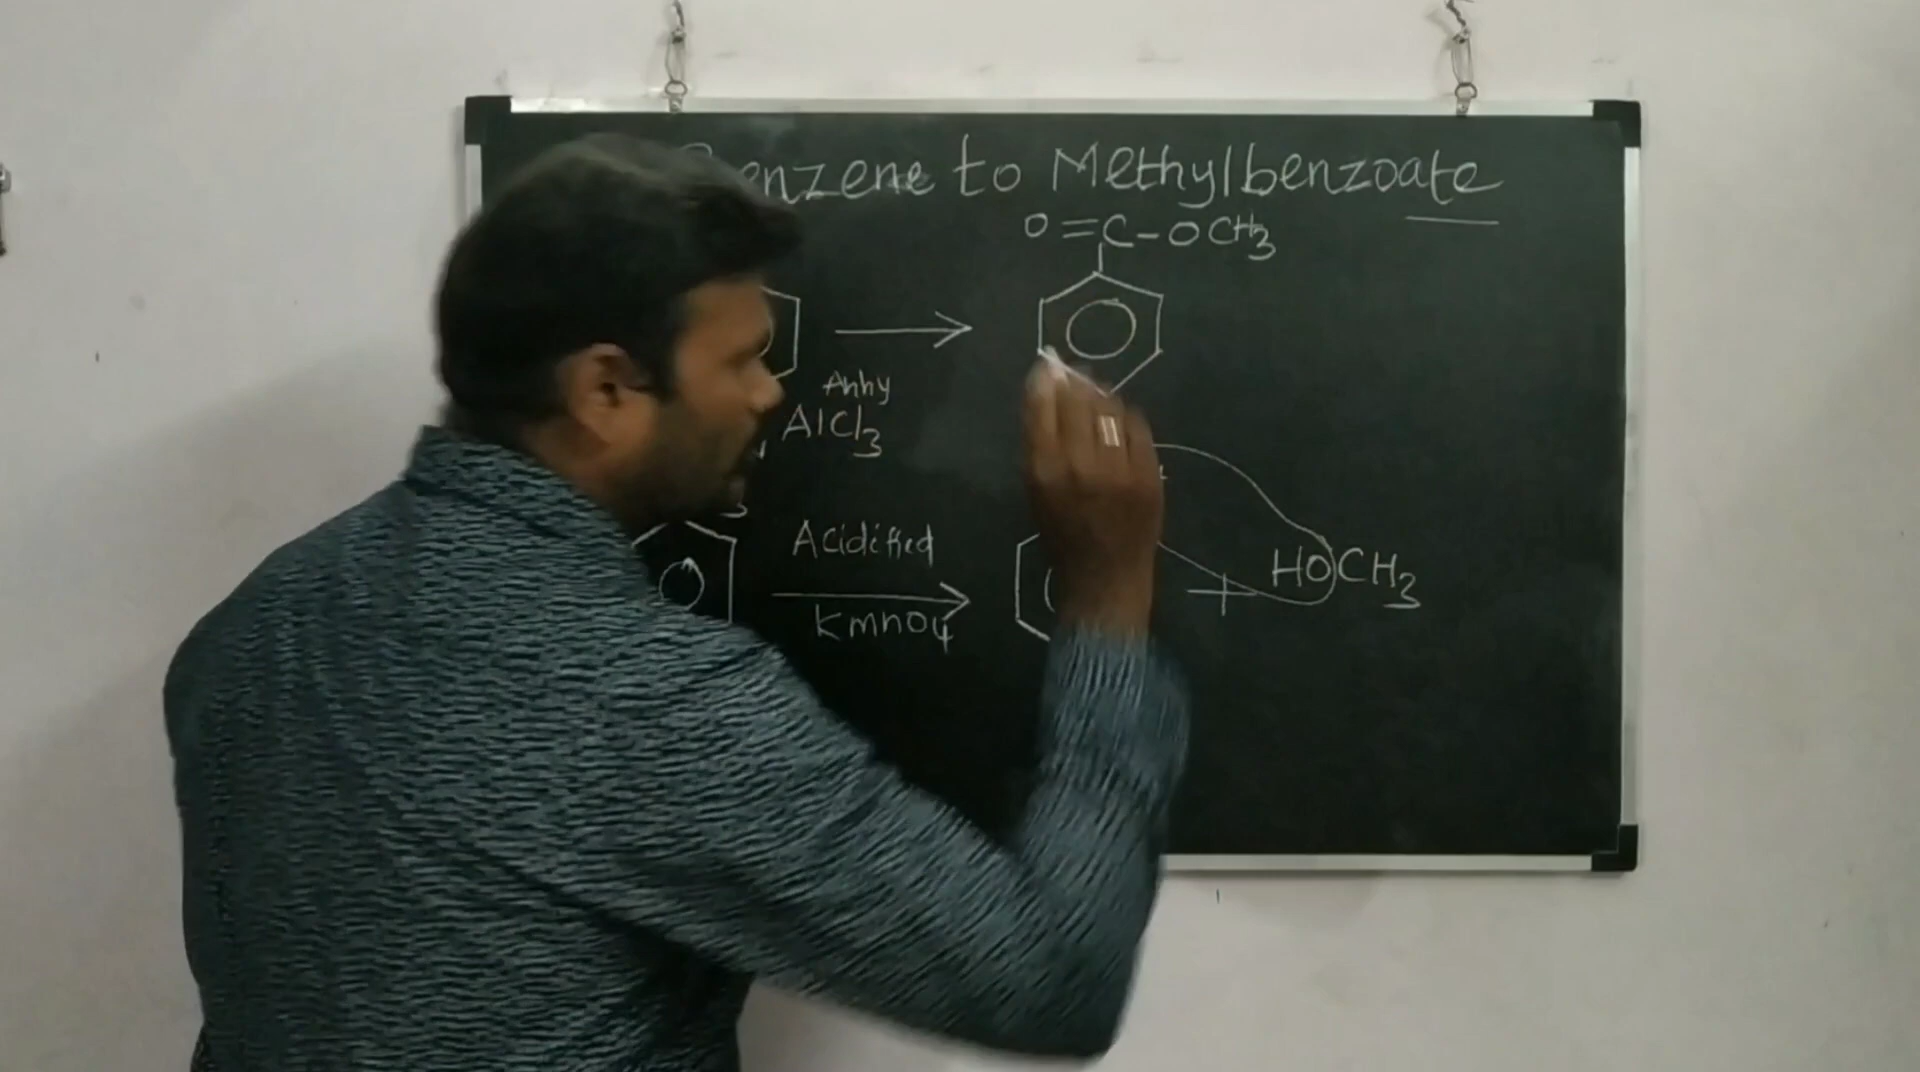 enzene to Methylbenzoate
O=C-OCH3
Anhy
AlCl3
Acidified
KMnO4
+ HOCH3